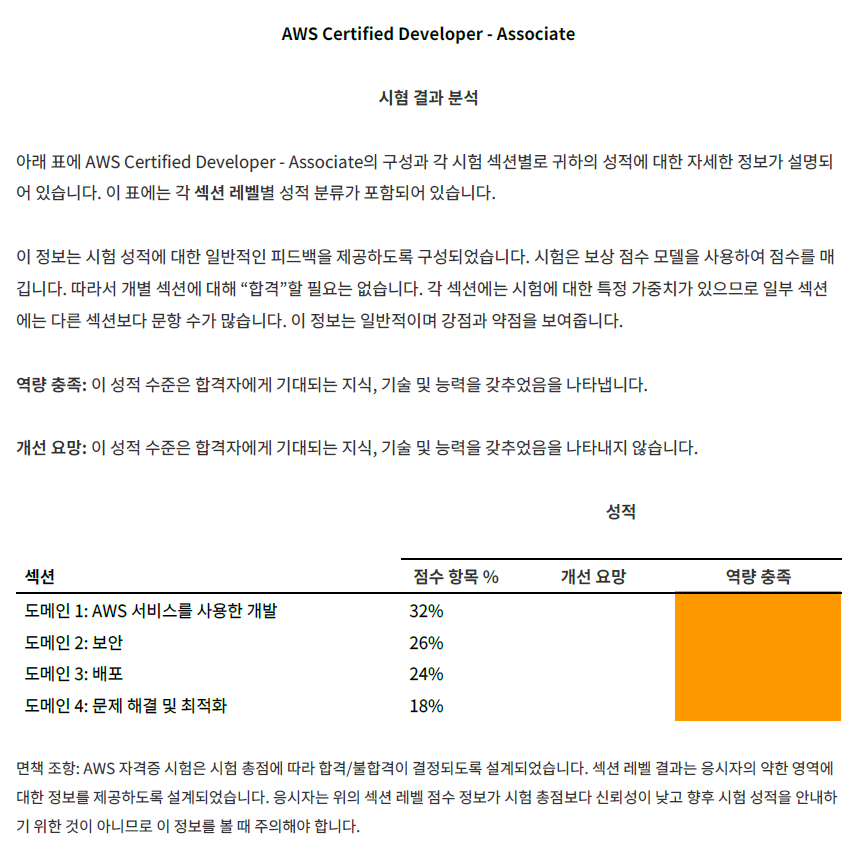 AWS Certified Developer - Associate
시혐 결과 분석
아래 표에 AWS Certified Developer - Associate의 구성과 각 시험 섹션별로 귀하의 성적에 대한 자세한 정보가 설명되
어 있습니다. 이 표에는 각 섹션 레벨별 성적 분류가 포함되어 있습니다.
이 정보는 시험 성적에 대한 일반적인 피드백을 제공하도록 구성되었습니다. 시험은 보상 점수 모델을 사용하여 점수를 매
깁니다. 따라서 개별 섹션에 대해 “합격”할 필요는 없습니다. 각 섹션에는 시험에 대한 특정 가중치가 있으므로 일부 섹션
에는 다른 섹션보다 문항 수가 많습니다. 이 정보는 일반적이며 강점과 약점을 보여줍니다.
역량 충족: 이 성적 수준은 합격자에게 기대되는 지식, 기술 및 능력을 갖추었음을 나타냅니다.
개선 요망: 이 성적 수준은 합격자에게 기대되는 지식, 기술 및 능력을 갖추었음을 나타내지 않습니다.
성적
섹션 점수 항목 % 개선 요망 역량 충족
도메인 1: AWS 서비스를 사용한 개발 32%
도메인 2: 보안 26%
도메인 3: 배포 24%
도메인 4: 문제 해결 및 최적화 18%
면책 조항: AWS 자격증 시험은 시험 총점에 따라 합격/불합격이 결정되도록 설계되었습니다. 섹션 레벨 결과는 응시자의 약한 영역에
대한 정보를 제공하도록 설계되었습니다. 응시자는 위의 섹션 레벨 점수 정보가 시험 총점보다 신뢰성이 낮고 향후 시험 성적을 안내하
기 위한 것이 아니므로 이 정보를 볼 때 주의해야 합니다.